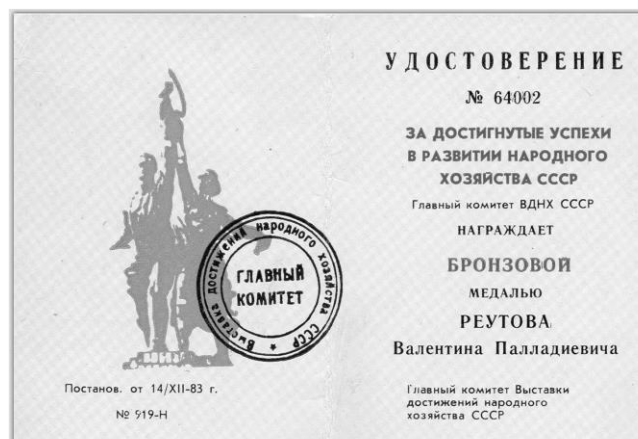 Выставка достижений народного хозяйства СССР
ГЛАВНЫЙ
КОМИТЕТ
Постанов. от 14/XII-83 г.
№ 919-Н
УДОСТОВЕРЕНИЕ
№ 64002
ЗА ДОСТИГНУТЫЕ УСПЕХИ
В РАЗВИТИИ НАРОДНОГО
ХОЗЯЙСТВА СССР
Главный комитет ВДНХ СССР
НАГРАЖДАЕТ
БРОНЗОВОЙ
МЕДАЛЬЮ
РЕУТОВА
Валентина Палладиевича
Главный комитет Выставки
достижений народного
хозяйства СССР